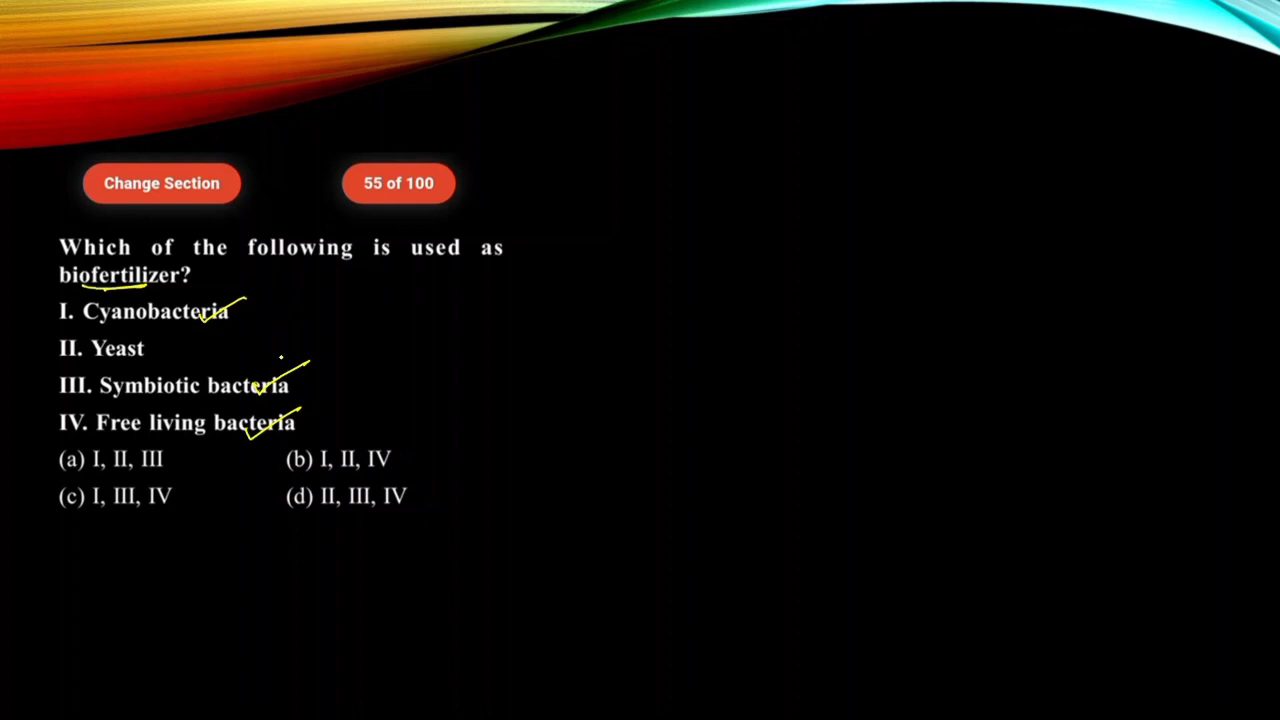 Change Section 55 of 100
Which of the following is used as
biofertilizer?
I. Cyanobacteria
II. Yeast
III. Symbiotic bacteria
IV. Free living bacteria
(a) I, II, III (b) I, II, IV
(c) I, III, IV (d) II, III, IV